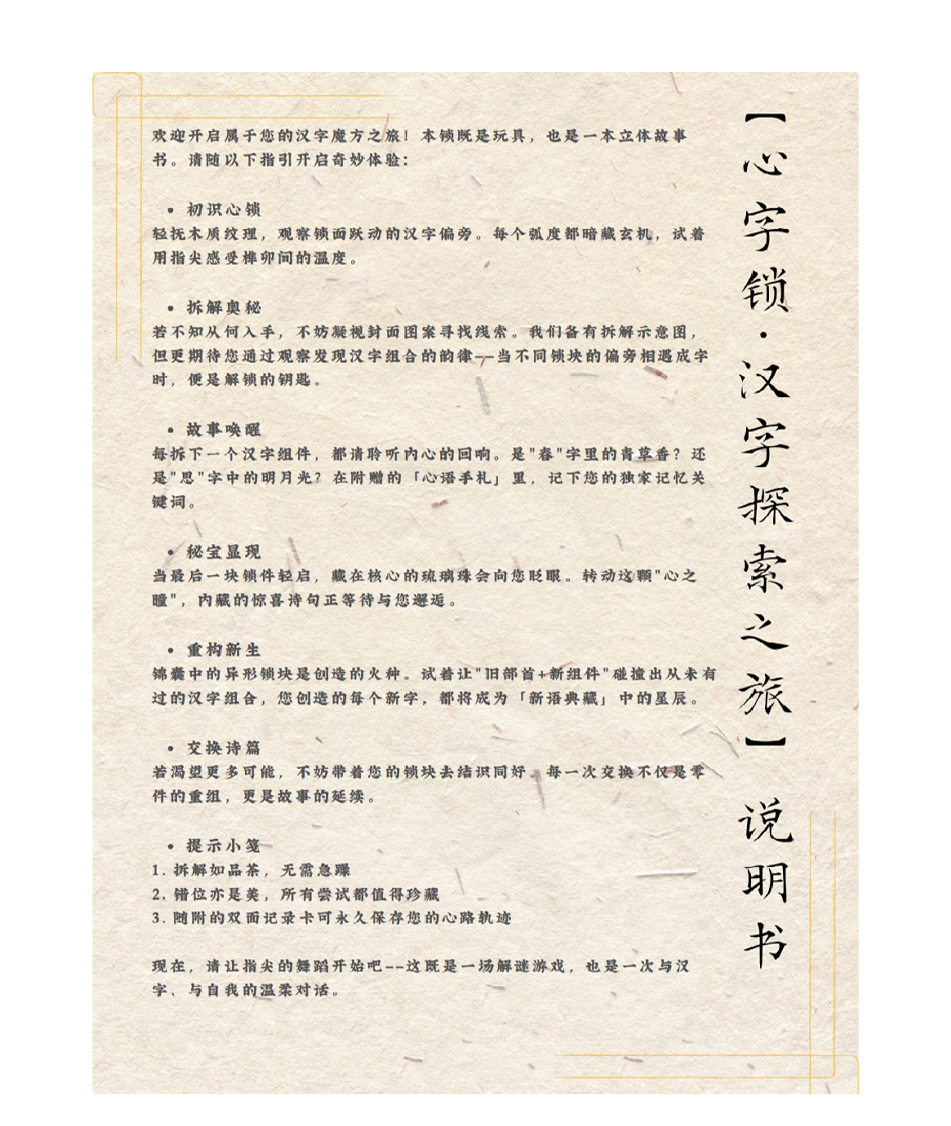 【心字锁·汉字探索之旅】 说明书
欢迎开启属于您的汉字魔方之旅！本锁既是玩具，也是一本立体故事
书。请随以下指引开启奇妙体验：
• 初识心锁
轻抚木质纹理，观察锁面跃动的汉字偏旁。每个弧度都暗藏玄机，试着
用指尖感受榫卯间的温度。
• 拆解奥秘
若不知从何入手，不妨凝视封面图案寻找线索。我们备有拆解示意图，
但更期待您通过观察发现汉字组合的韵律--当不同锁块的偏旁相遇成字
时，便是解锁的钥匙。
• 故事唤醒
每拆下一个汉字组件，都请聆听内心的回响。是"春"字里的青草香？还
是"思"字中的明月光？在附赠的「心语手札」里，记下您的独家记忆关
键词。
• 秘宝显现
当最后一块锁件轻启，藏在核心的琉璃珠会向您眨眼。转动这颗"心之
瞳"，内藏的惊喜诗句正等待与您邂逅。
• 重构新生
锦囊中的异形锁块是创造的火种。试着让"旧部首+新组件"碰撞出从未有
过的汉字组合，您创造的每个新字，都将成为「新语典藏」中的星辰。
• 交换诗篇
若渴望更多可能，不妨带着您的锁块去结识同好。每一次交换不仅是零
件的重组，更是故事的延续。
• 提示小笺
1. 拆解如品茶，无需急躁
2. 错位亦是美，所有尝试都值得珍藏
3. 随附的双面记录卡可永久保存您的心路轨迹
现在，请让指尖的舞蹈开始吧--这既是一场解谜游戏，也是一次与汉
字、与自我的温柔对话。